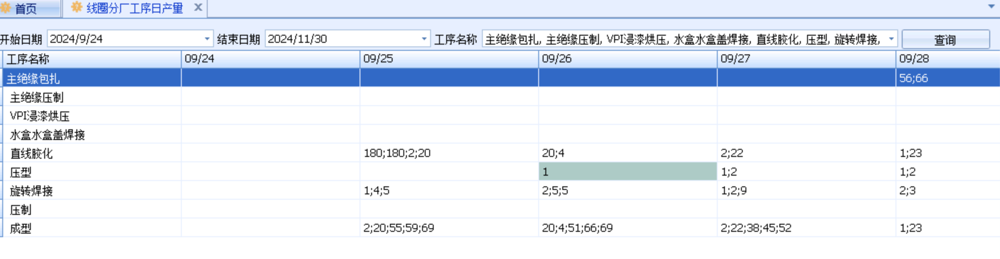 首页 线圈分厂工序日产量 X
开始日期 2024/9/24 结束日期 2024/11/30 工序名称 主绝缘包扎, 主绝缘压制, VPI浸漆烘压, 水盒水盒盖焊接, 直线胶化, 压型, 旋转焊接, 查询
工序名称 09/24 09/25 09/26 09/27 09/28
主绝缘包扎 56;66
主绝缘压制
VPI浸漆烘压
水盒水盒盖焊接
直线胶化 180;180;2;20 20;4 2;22 1;23
压型 1 1;2 1;2
旋转焊接 1;4;5 2;5;5 1;2;9 2;3
压制
成型 2;20;55;59;69 20;4;51;66;69 2;22;38;45;52 1;23